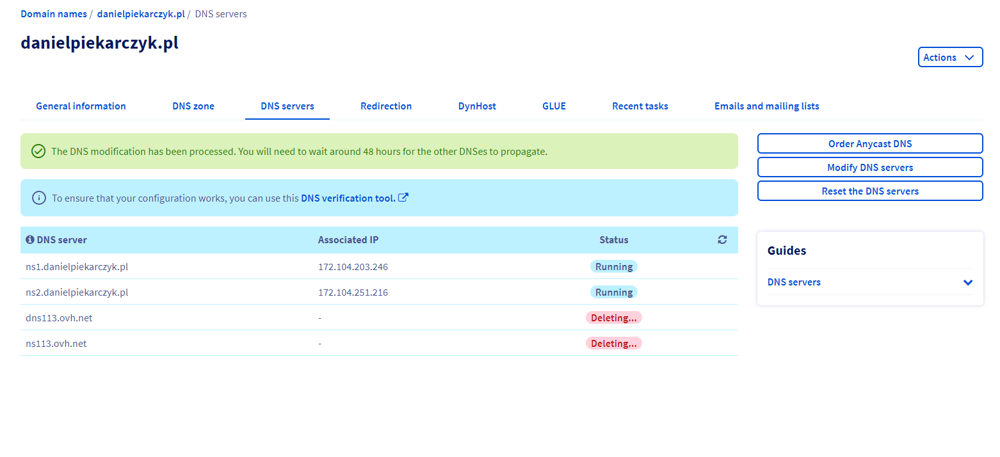 Domain names / danielpiekarczyk.pl / DNS servers
danielpiekarczyk.pl
Actions
General information DNS zone DNS servers Redirection DynHost GLUE Recent tasks Emails and mailing lists
The DNS modification has been processed. You will need to wait around 48 hours for the other DNSes to propagate.
Order Anycast DNS
Modify DNS servers
Reset the DNS servers
To ensure that your configuration works, you can use this DNS verification tool.
DNS server Associated IP Status
ns1.danielpiekarczyk.pl 172.104.203.246 Running
ns2.danielpiekarczyk.pl 172.104.251.216 Running
dns113.ovh.net - Deleting...
ns113.ovh.net - Deleting...
Guides
DNS servers